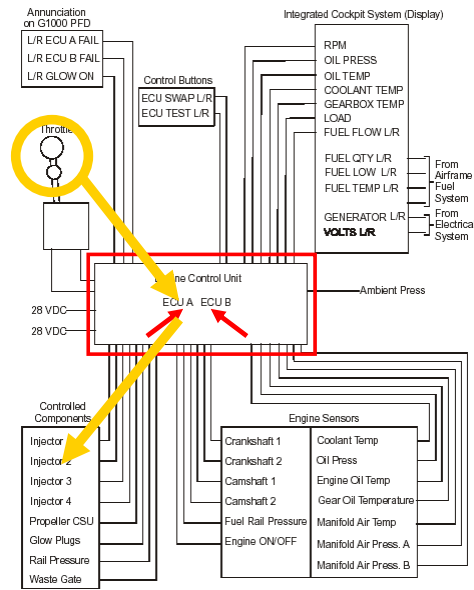 Annunciation
on G1000 PFD
L/R ECU A FAIL
L/R ECU B FAIL
L/R GLOW ON
Control Buttons
ECU SWAP L/R
ECU TEST L/R
Integrated Cockpit System (Display)
RPM
OIL PRESS
OIL TEMP
COOLANT TEMP
GEARBOX TEMP
LOAD
FUEL FLOW L/R
FUEL QTY L/R
FUEL LOW L/R
FUEL TEMP L/R
From
Airframe
Fuel
System
GENERATOR L/R
VOLTS L/R
From
Electrical
System
Throttle
Engine Control Unit
ECU A ECU B
Ambient Press
28 VDC
28 VDC
Controlled
Components
Injector
Injector 2
Injector 3
Injector 4
Propeller CSU
Glow Plugs
Rail Pressure
Waste Gate
Engine Sensors
Crankshaft 1
Crankshaft 2
Camshaft 1
Camshaft 2
Fuel Rail Pressure
Engine ON/OFF
Coolant Temp
Oil Press
Engine Oil Temp
Gear Oil Temperature
Manifold Air Temp
Manifold Air Press. A
Manifold Air Press. B